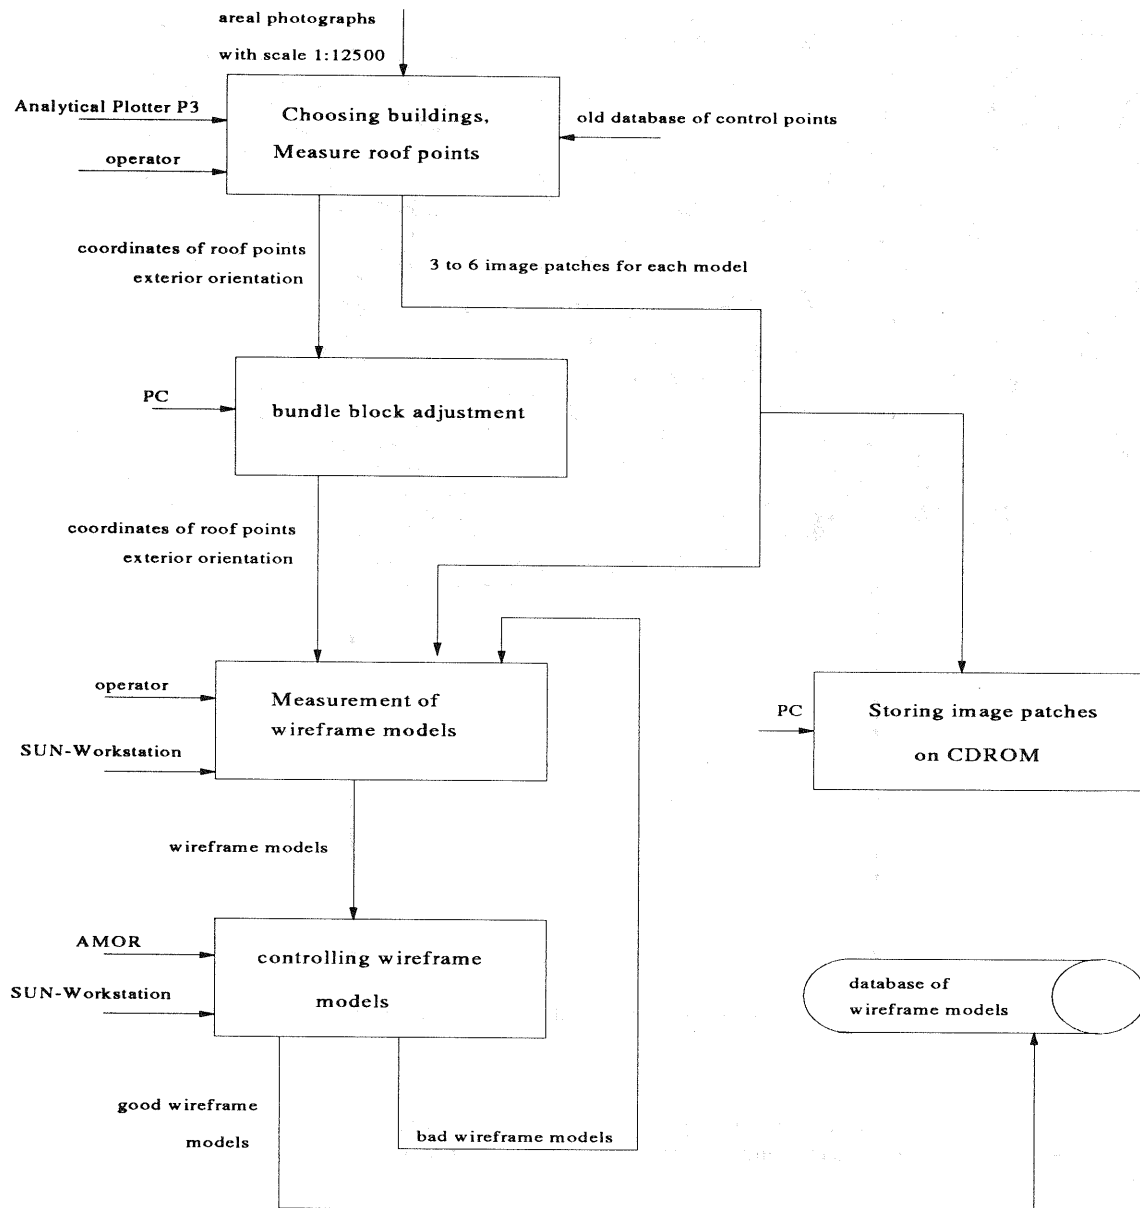 areal photographs
with scale 1:12500
Analytical Plotter P3
operator
Choosing buildings,
Measure roof points
old database of control points
coordinates of roof points
exterior orientation
3 to 6 image patches for each model
PC
bundle block adjustment
coordinates of roof points
exterior orientation
operator
SUN-Workstation
Measurement of
wireframe models
PC
Storing image patches
on CDROM
wireframe models
AMOR
SUN-Workstation
controlling wireframe
models
database of
wireframe models
good wireframe
models
bad wireframe models